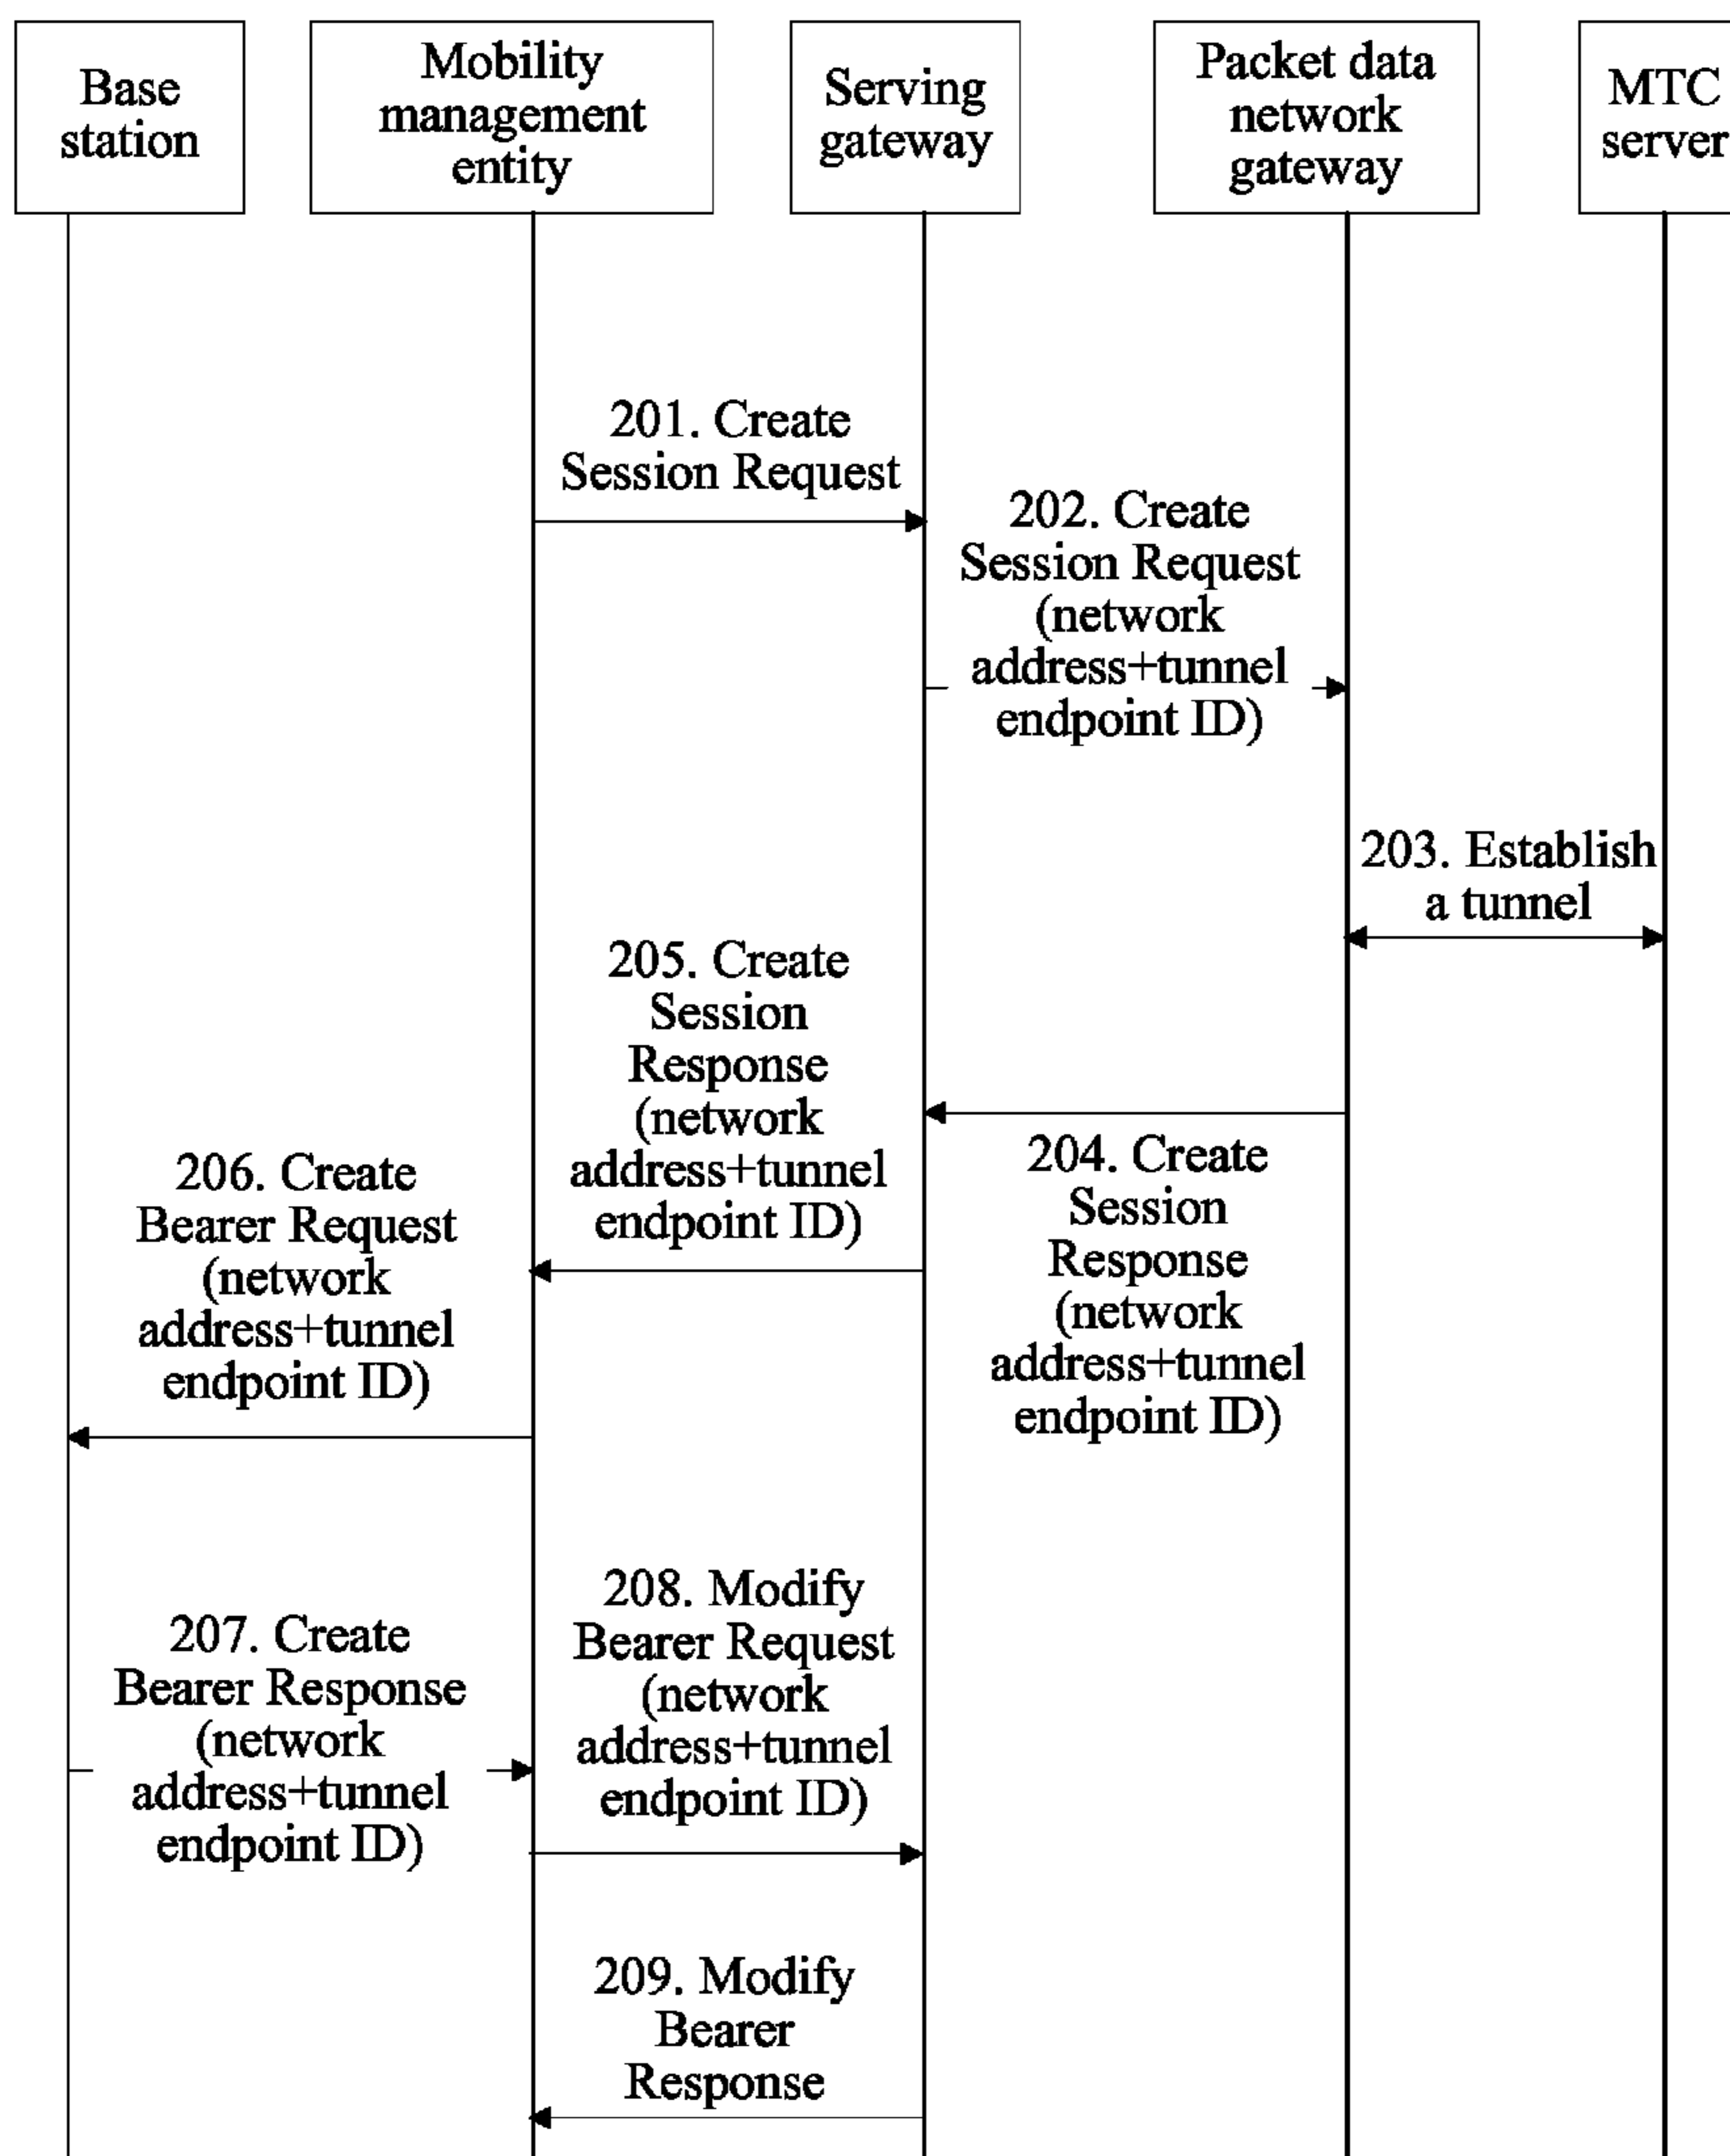 Base
station
Mobility
management
entity
Serving
gateway
Packet data
network
gateway
MTC
server
201. Create
Session Request
202. Create
Session Request
(network
address+tunnel
endpoint ID)
203. Establish
a tunnel
204. Create
Session
Response
(network
address+tunnel
endpoint ID)
205. Create
Session
Response
(network
address+tunnel
endpoint ID)
206. Create
Bearer Request
(network
address+tunnel
endpoint ID)
207. Create
Bearer Response
(network
address+tunnel
endpoint ID)
208. Modify
Bearer Request
(network
address+tunnel
endpoint ID)
209. Modify
Bearer
Response